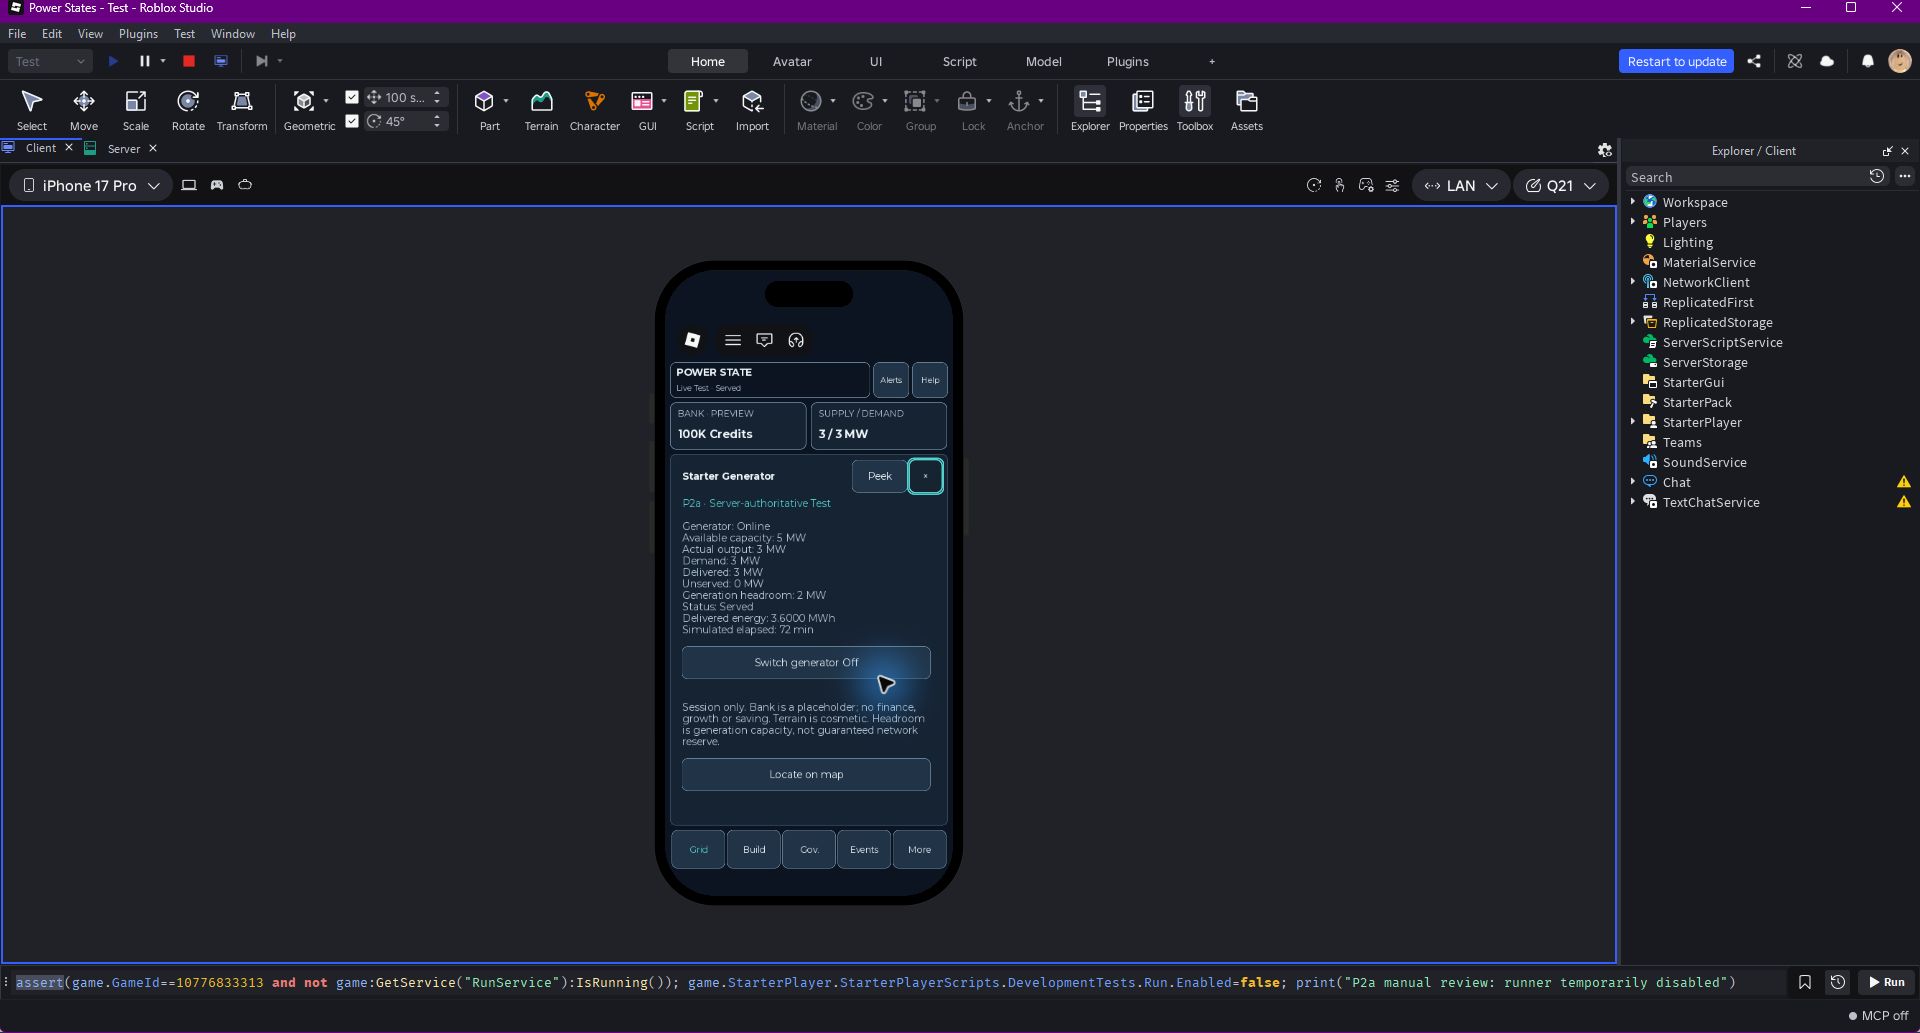 Power States - Test - Roblox Studio
File Edit View Plugins Test Window Help
Test Home Avatar UI Script Model Plugins + Restart to update
100 s...
45°
Select Move Scale Rotate Transform Geometric Part Terrain Character GUI Script Import Material Color Group Lock Anchor Explorer Properties Toolbox Assets
Client Server
Explorer / Client
iPhone 17 Pro LAN Q21
Search
Workspace
Players
Lighting
MaterialService
NetworkClient
ReplicatedFirst
ReplicatedStorage
ServerScriptService
ServerStorage
StarterGui
StarterPack
StarterPlayer
Teams
SoundService
Chat
TextChatService
POWER STATE
Live Test · Served
Alerts Help
BANK · PREVIEW
100K Credits
SUPPLY / DEMAND
3 / 3 MW
Starter Generator Peek ×
P2a · Server-authoritative Test
Generator: Online
Available capacity: 5 MW
Actual output: 3 MW
Demand: 3 MW
Delivered: 3 MW
Unserved: 0 MW
Generation headroom: 2 MW
Status: Served
Delivered energy: 3.6000 MWh
Simulated elapsed: 72 min
Switch generator Off
Session only. Bank is a placeholder; no finance,
growth or saving. Terrain is cosmetic. Headroom
is generation capacity, not guaranteed network
reserve.
Locate on map
Grid Build Gov. Events More
assert(game.GameId==10776833313 and not game:GetService("RunService"):IsRunning()); game.StarterPlayer.StarterPlayerScripts.DevelopmentTests.Run.Enabled=false; print("P2a manual review: runner temporarily disabled")
Run
MCP off